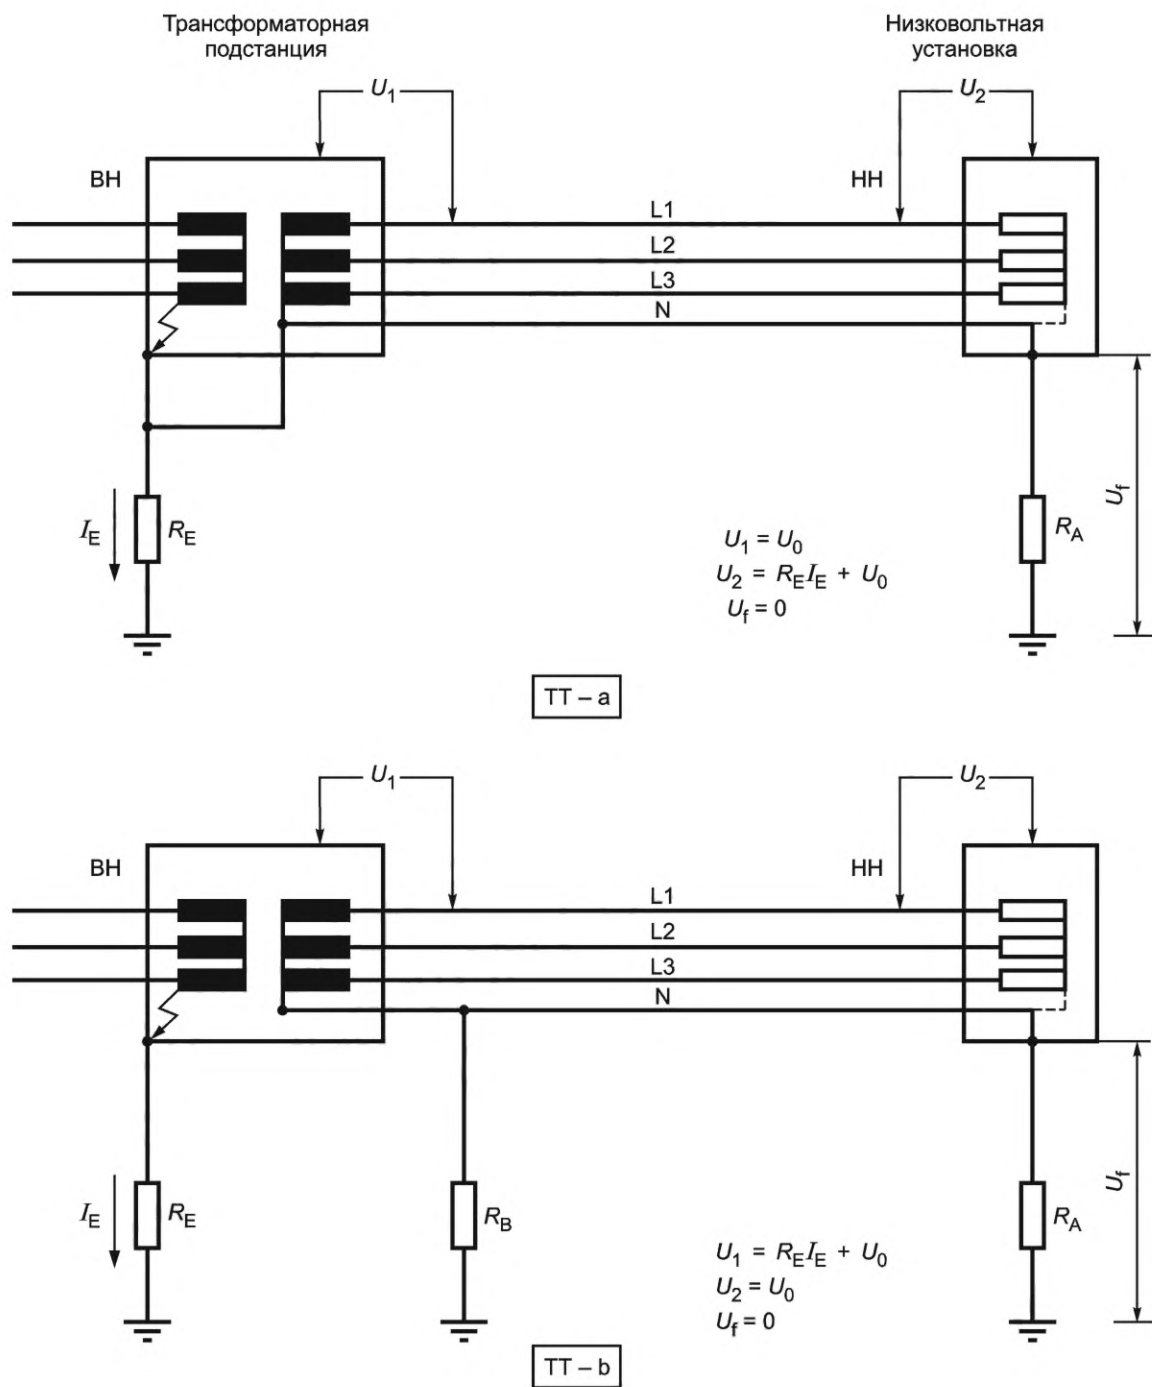 Трансформаторная
подстанция
Низковольтная
установка
U1
U2
ВН
НН
L1
L2
L3
N
IE
RE
RA
Uf
U1 = U0
U2 = REIE + U0
Uf = 0
TT – a
U1
U2
ВН
НН
L1
L2
L3
N
IE
RE
RB
RA
Uf
U1 = REIE + U0
U2 = U0
Uf = 0
TT – b